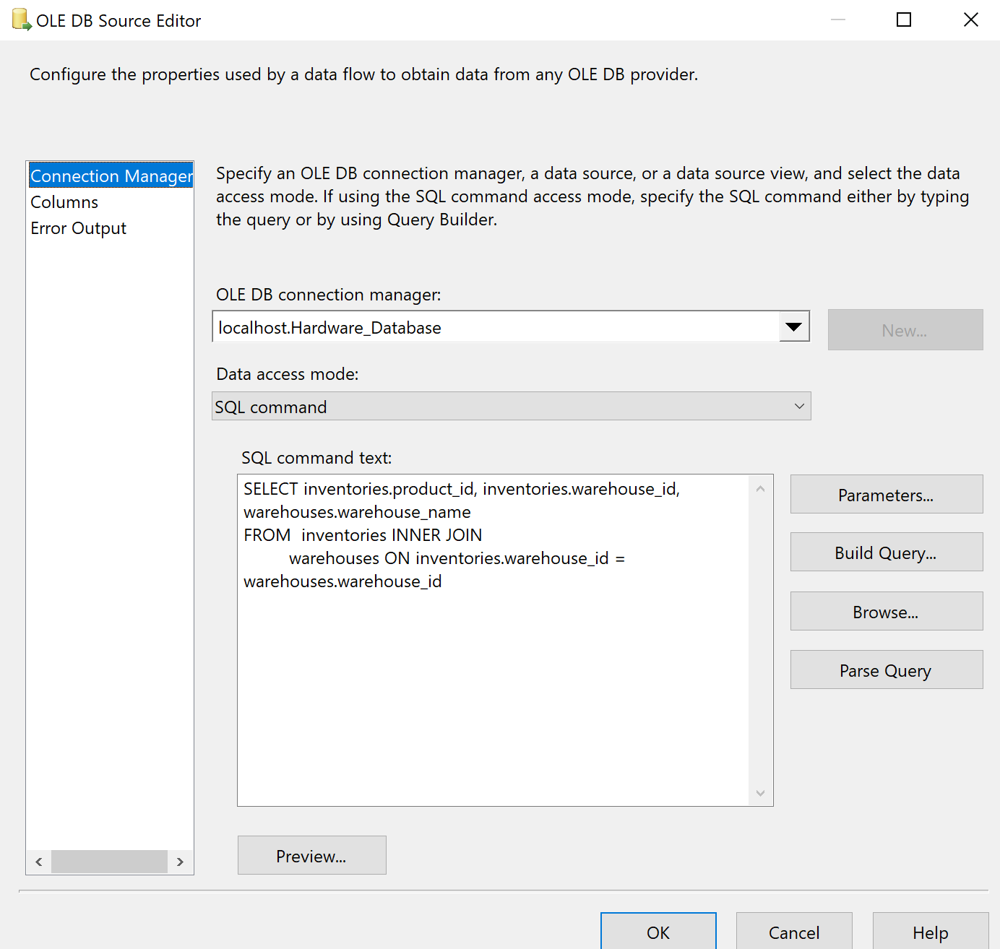 OLE DB Source Editor
Configure the properties used by a data flow to obtain data from any OLE DB provider.
Connection Manager
Columns
Error Output
Specify an OLE DB connection manager, a data source, or a data source view, and select the data
access mode. If using the SQL command access mode, specify the SQL command either by typing
the query or by using Query Builder.
OLE DB connection manager:
localhost.Hardware_Database
New...
Data access mode:
SQL command
SQL command text:
SELECT inventories.product_id, inventories.warehouse_id,
warehouses.warehouse_name
FROM  inventories INNER JOIN
warehouses ON inventories.warehouse_id =
warehouses.warehouse_id
Parameters...
Build Query...
Browse...
Parse Query
Preview...
OK
Cancel
Help